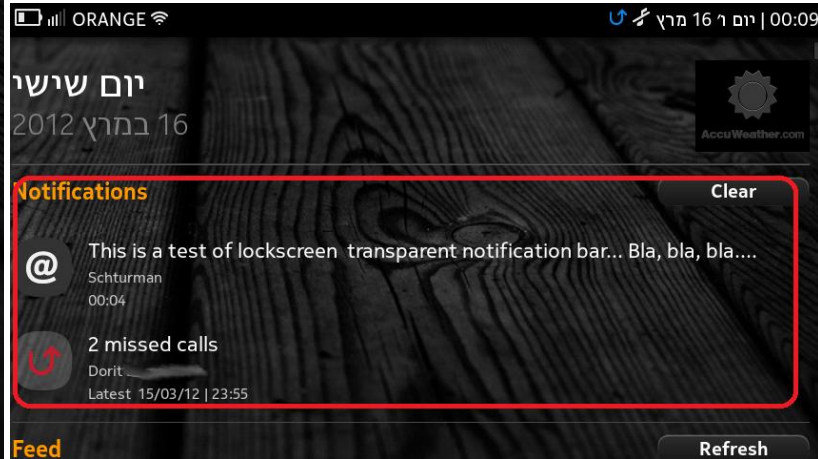 ORANGE
00:09 | יום ו׳ 16 מרץ
יום שישי
16 במרץ 2012
AccuWeather.com
Notifications
Clear
This is a test of lockscreen transparent notification bar... Bla, bla, bla....
Schturman
00:04
2 missed calls
Dorit
Latest 15/03/12 | 23:55
Feed
Refresh